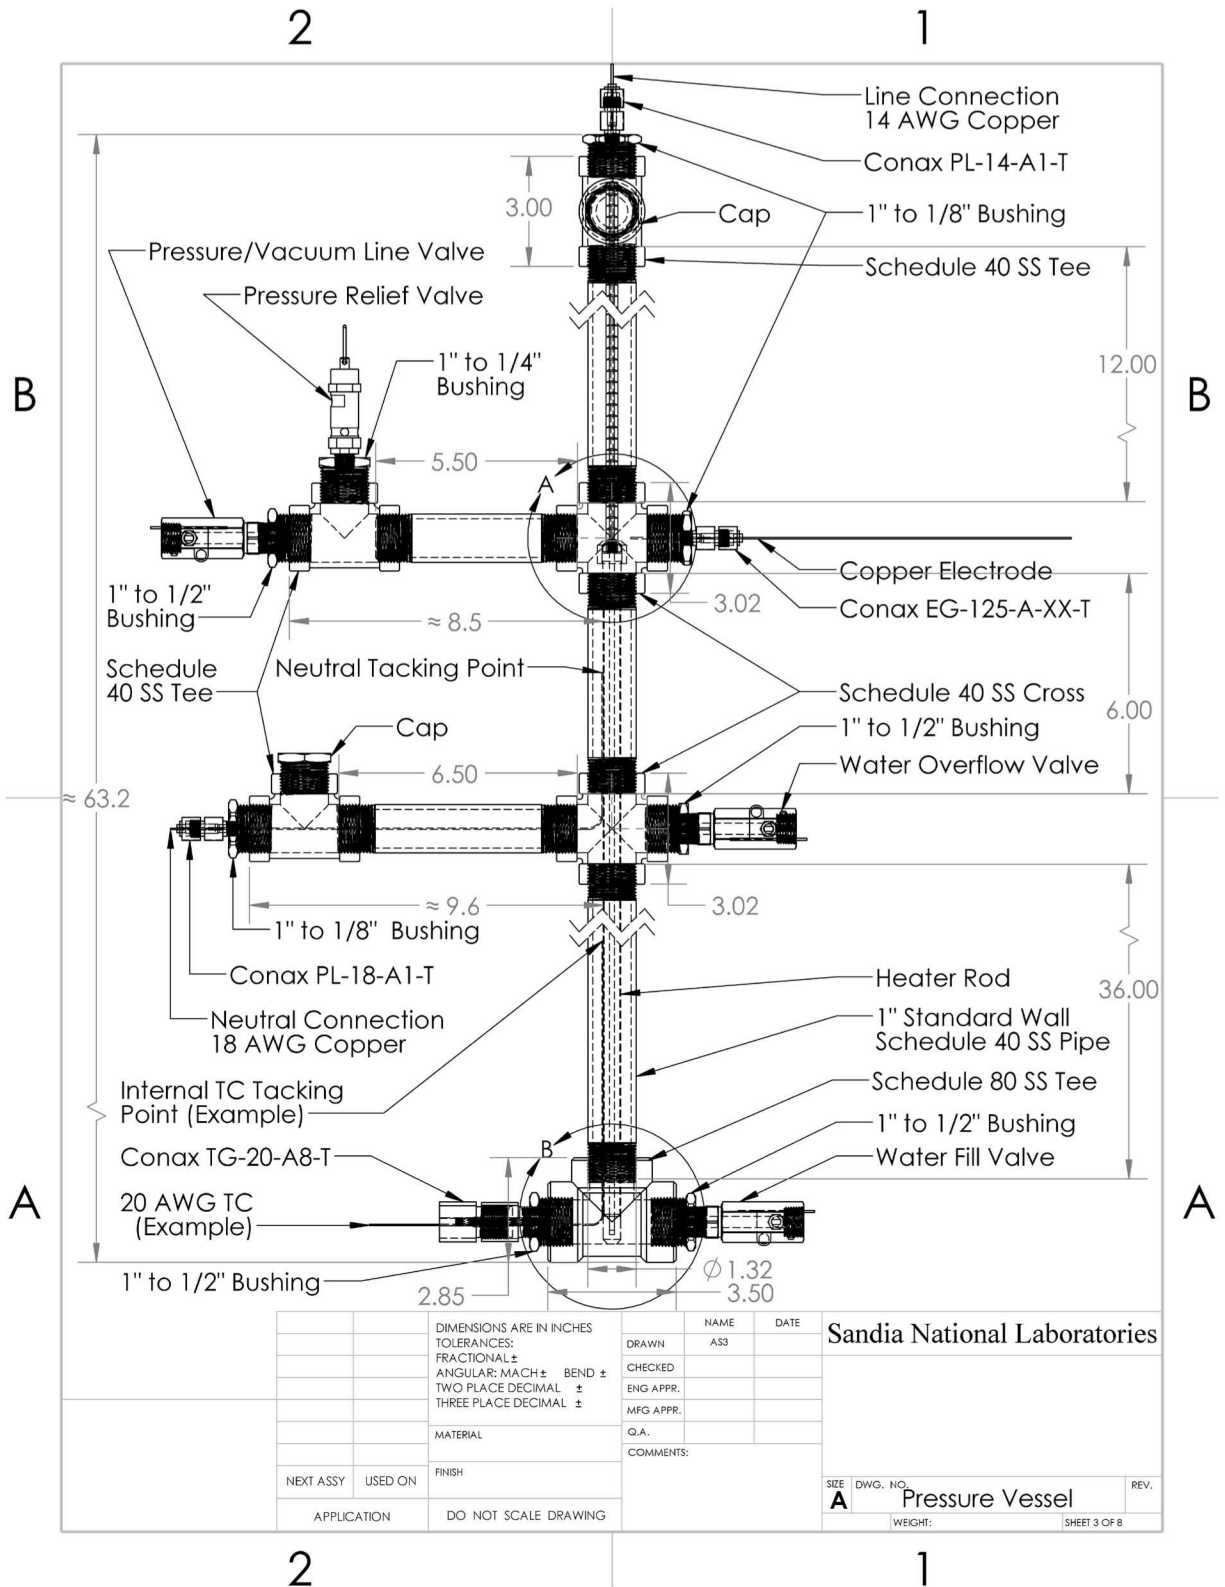 2
1
Line Connection
14 AWG Copper
Conax PL-14-A1-T
3.00
Cap
1" to 1/8" Bushing
Pressure/Vacuum Line Valve
Schedule 40 SS Tee
Pressure Relief Valve
1" to 1/4"
Bushing
12.00
B
B
5.50
A
Copper Electrode
1" to 1/2"
Bushing
3.02
Conax EG-125-A-XX-T
≈ 8.5
Schedule
40 SS Tee
Neutral Tacking Point
Schedule 40 SS Cross
6.00
Cap
1" to 1/2" Bushing
6.50
Water Overflow Valve
≈ 63.2
≈ 9.6
3.02
1" to 1/8" Bushing
Conax PL-18-A1-T
Heater Rod
36.00
Neutral Connection
18 AWG Copper
1" Standard Wall
Schedule 40 SS Pipe
Internal TC Tacking
Point (Example)
Schedule 80 SS Tee
1" to 1/2" Bushing
B
Conax TG-20-A8-T
Water Fill Valve
A
20 AWG TC
(Example)
A
1" to 1/2" Bushing
∅ 1.32
2.85
3.50
DIMENSIONS ARE IN INCHES
TOLERANCES:
FRACTIONAL ±
ANGULAR: MACH ± BEND ±
TWO PLACE DECIMAL ±
THREE PLACE DECIMAL ±
NAME DATE
DRAWN AS3
CHECKED
ENG APPR.
MFG APPR.
Q.A.
COMMENTS:
Sandia National Laboratories
MATERIAL
FINISH
NEXT ASSY USED ON
APPLICATION
DO NOT SCALE DRAWING
SIZE DWG. NO. REV.
A Pressure Vessel
WEIGHT: SHEET 3 OF 8
2
1